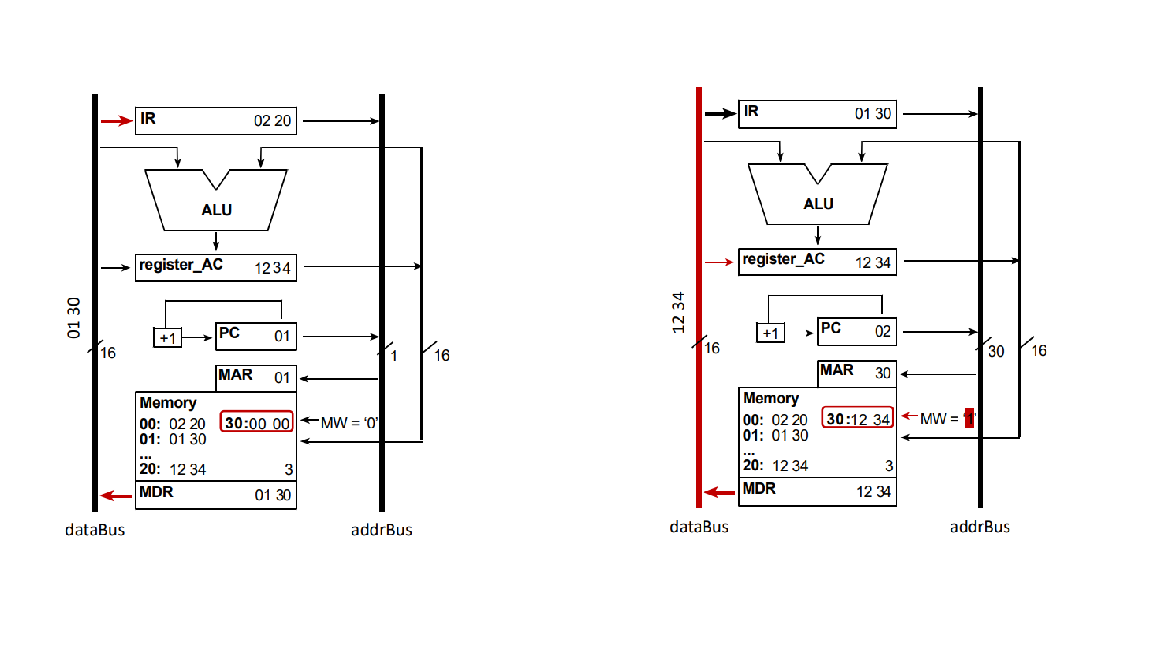 IR 02 20
ALU
register_AC 12 34
01 30
+1
PC 01
16
1
16
MAR 01
Memory
00: 02 20 30:00 00
MW = ‘0’
01: 01 30
...
20: 12 34 3
MDR 01 30
dataBus
addrBus
IR 01 30
ALU
register_AC 12 34
12 34
+1
PC 02
16
30
16
MAR 30
Memory
00: 02 20 30:12 34
MW = ‘1’
01: 01 30
...
20: 12 34 3
MDR 12 34
dataBus
addrBus